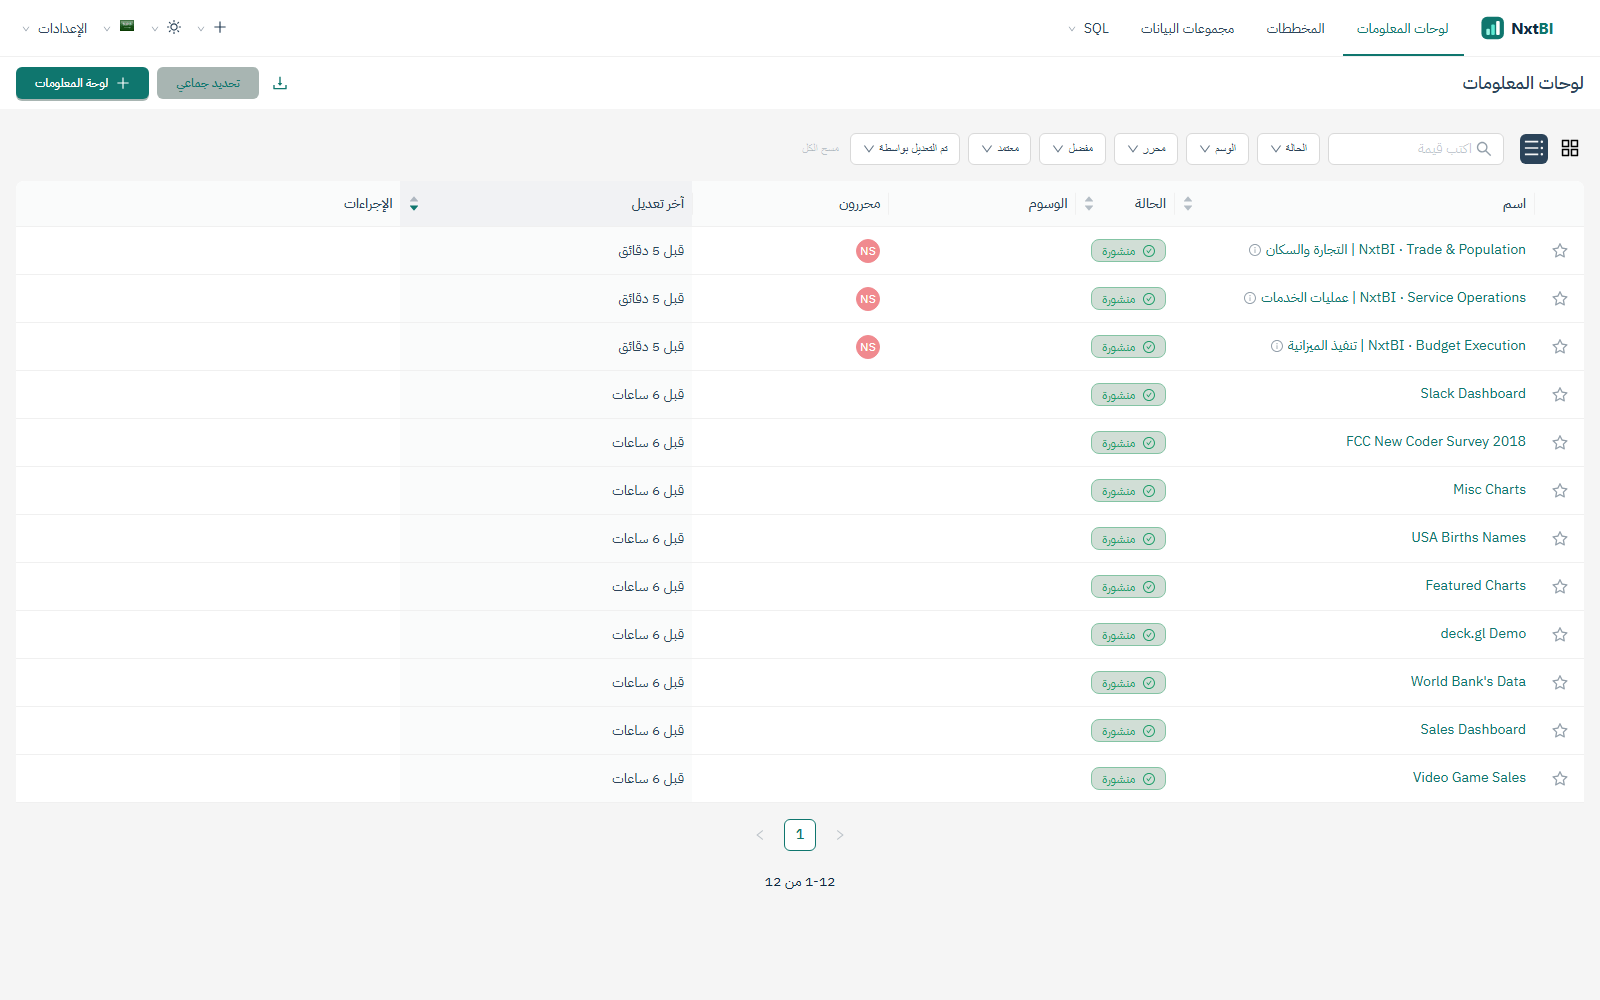 NxtBI
لوحات المعلومات
المخططات
مجموعات البيانات
SQL
الإعدادات
لوحات المعلومات
تحديد جماعي
لوحة المعلومات
اكتب قيمة
الحالة
الوسم
محرر
مفضل
معتمد
تم التعديل بواسطة
مسح الكل
اسم الحالة الوسوم محررون آخر تعديل الإجراءات
NxtBI · Trade & Population | التجارة والسكان منشورة NS قبل 5 دقائق
NxtBI · Service Operations | عمليات الخدمات منشورة NS قبل 5 دقائق
NxtBI · Budget Execution | تنفيذ الميزانية منشورة NS قبل 5 دقائق
Slack Dashboard منشورة قبل 6 ساعات
FCC New Coder Survey 2018 منشورة قبل 6 ساعات
Misc Charts منشورة قبل 6 ساعات
USA Births Names منشورة قبل 6 ساعات
Featured Charts منشورة قبل 6 ساعات
deck.gl Demo منشورة قبل 6 ساعات
World Bank's Data منشورة قبل 6 ساعات
Sales Dashboard منشورة قبل 6 ساعات
Video Game Sales منشورة قبل 6 ساعات
1
1-12 من 12